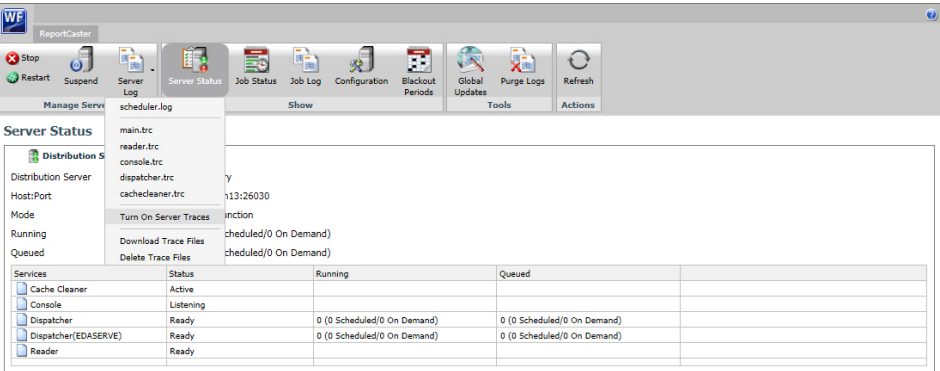 WF
ReportCaster
Stop
Restart
Suspend
Server Log
Server Status
Job Status
Job Log
Configuration
Blackout Periods
Global Updates
Purge Logs
Refresh
Manage Serve
Show
Tools
Actions
scheduler.log
main.trc
reader.trc
console.trc
dispatcher.trc
cachecleaner.trc
Turn On Server Traces
Download Trace Files
Delete Trace Files
Server Status
Distribution S
Distribution Server ry
Host:Port n13:26030
Mode unction
Running cheduled/0 On Demand)
Queued cheduled/0 On Demand)
Services Status Running Queued
Cache Cleaner Active
Console Listening
Dispatcher Ready 0 (0 Scheduled/0 On Demand) 0 (0 Scheduled/0 On Demand)
Dispatcher(EDASERVE) Ready 0 (0 Scheduled/0 On Demand) 0 (0 Scheduled/0 On Demand)
Reader Ready